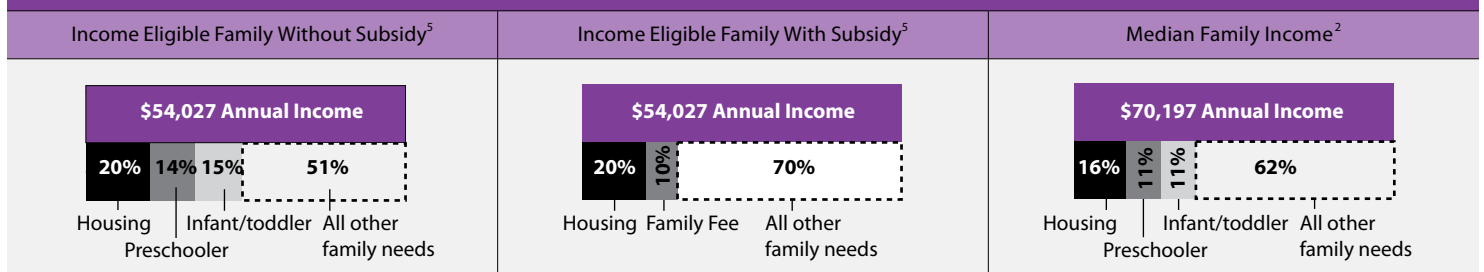 Income Eligible Family Without Subsidy5
Income Eligible Family With Subsidy5
Median Family Income2
$54,027 Annual Income
20% 14% 15% 51%
Housing Infant/toddler All other
Preschooler family needs
$54,027 Annual Income
20% 10% 70%
Housing Family Fee All other
family needs
$70,197 Annual Income
16% 11% 11% 62%
Housing Infant/toddler All other
Preschooler family needs